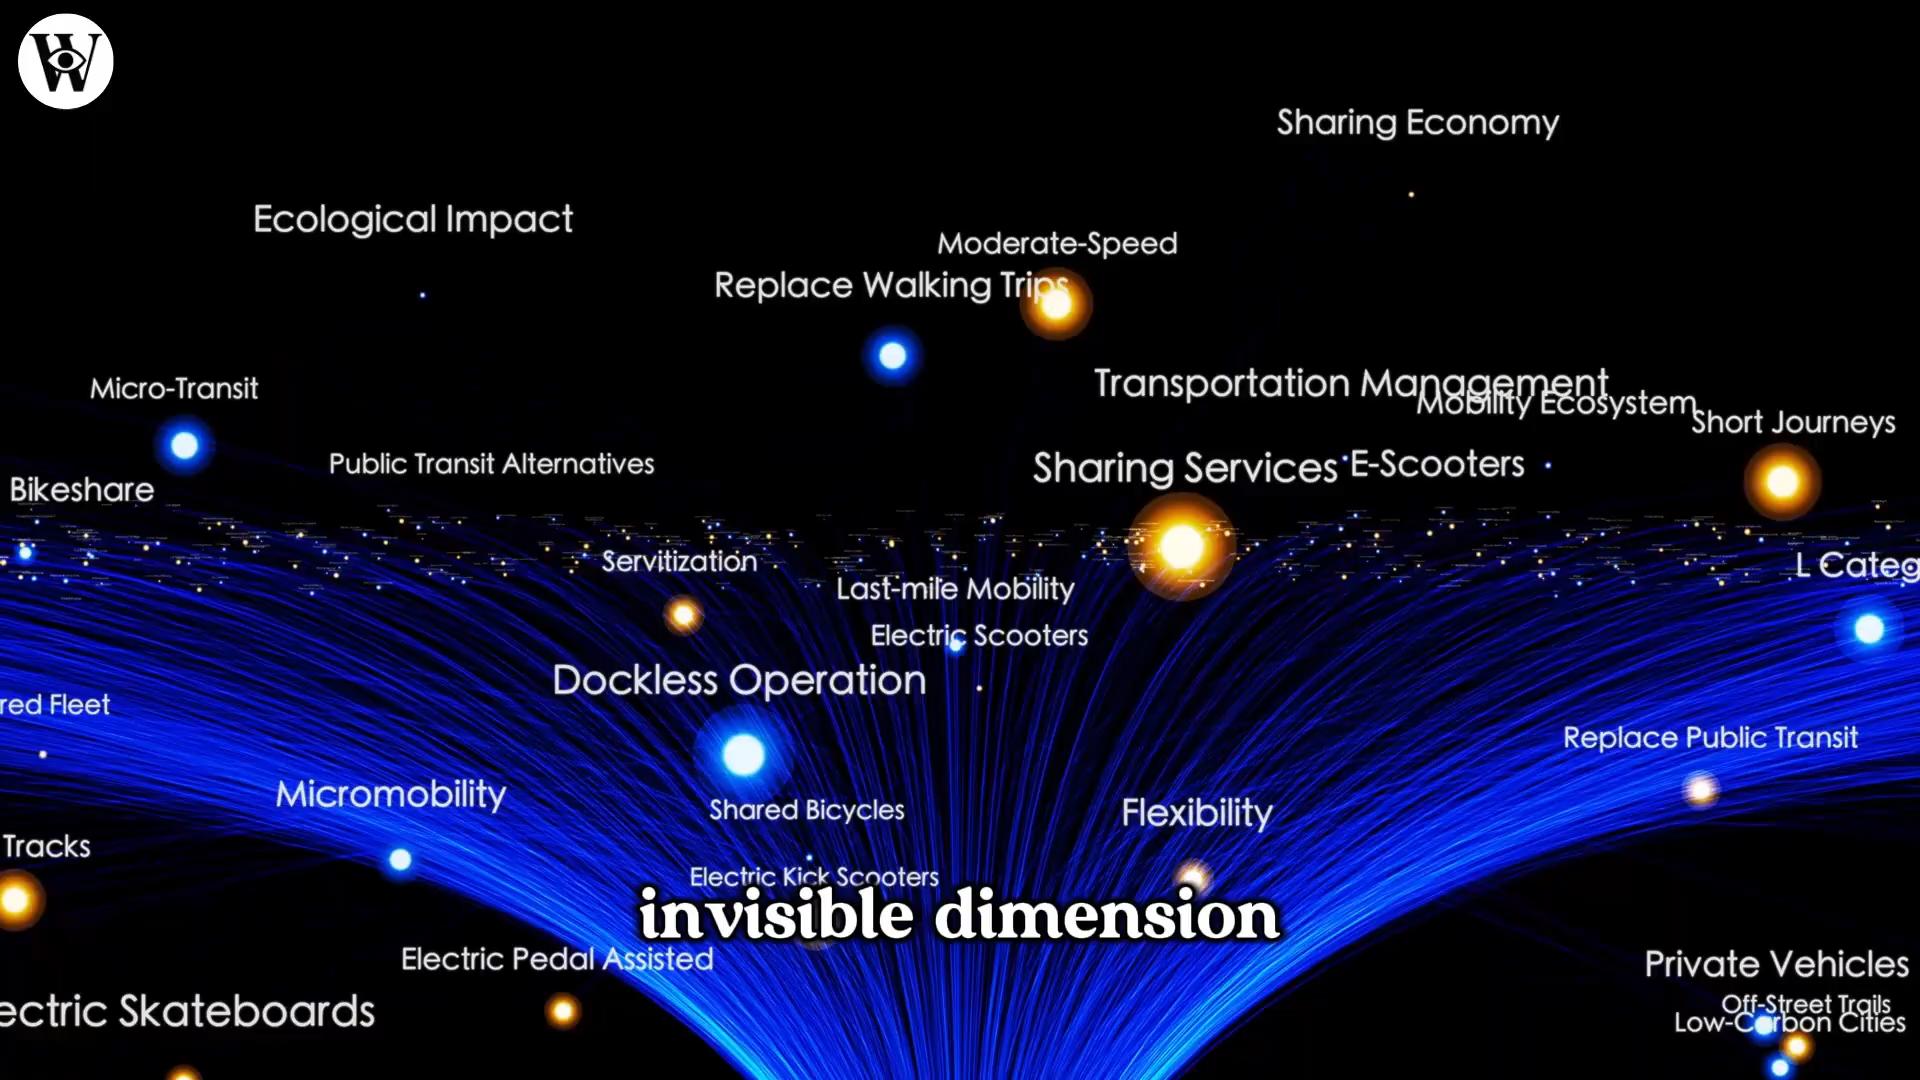 W
Sharing Economy
Ecological Impact
Moderate-Speed
Replace Walking Trips
Micro-Transit
Transportation Management
Mobility Ecosystem
Short Journeys
Public Transit Alternatives
Sharing Services
E-Scooters
Bikeshare
Servitization
L Categ
Last-mile Mobility
Electric Scooters
Dockless Operation
red Fleet
Replace Public Transit
Micromobility
Shared Bicycles
Flexibility
Tracks
Electric Kick Scooters
invisible dimension
Electric Pedal Assisted
Private Vehicles
ectric Skateboards
Off-Street Trails
Low-Carbon Cities